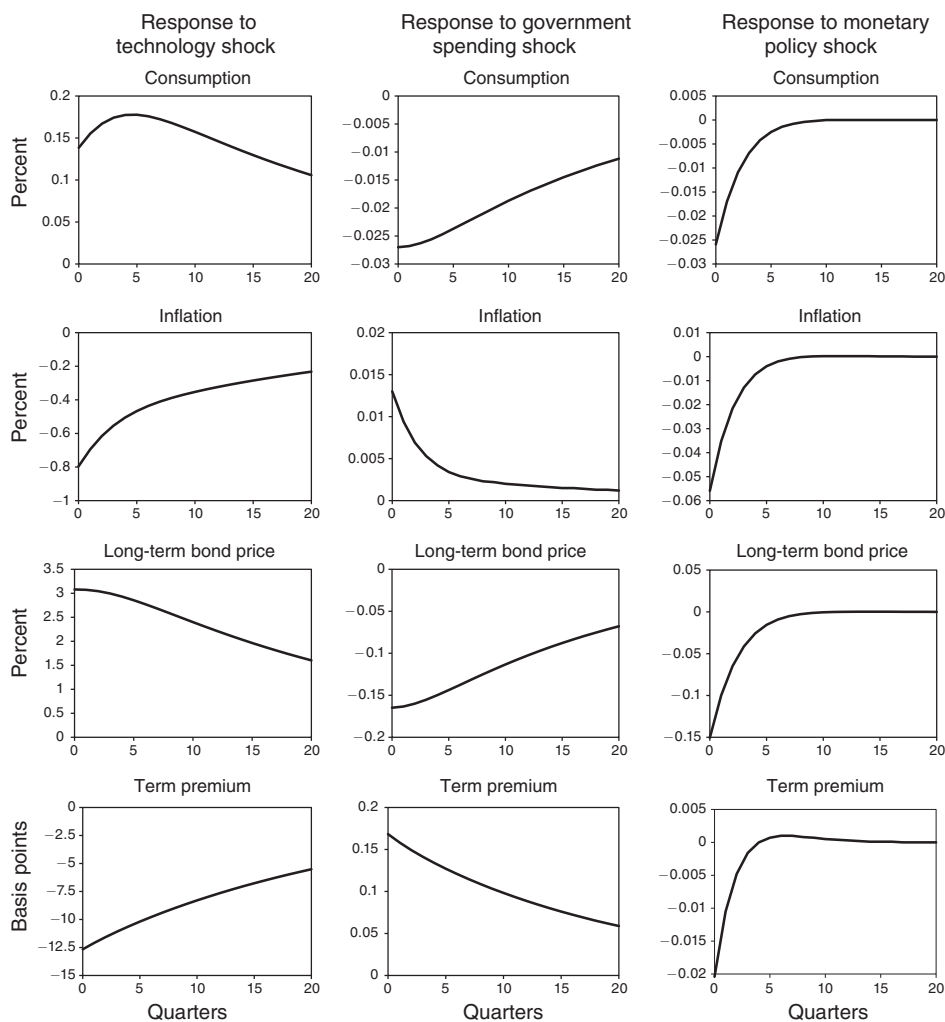 Response to
technology shock
Response to government
spending shock
Response to monetary
policy shock
Consumption
Percent
0.2
0.15
0.1
0.05
0
0 5 10 15 20
Consumption
0
−0.005
−0.01
−0.015
−0.02
−0.025
−0.03
0 5 10 15 20
Consumption
0.005
0
−0.005
−0.01
−0.015
−0.02
−0.025
−0.03
0 5 10 15 20
Inflation
Percent
0
−0.2
−0.4
−0.6
−0.8
−1
0 5 10 15 20
Inflation
0.02
0.015
0.01
0.005
0
0 5 10 15 20
Inflation
0.01
0
−0.01
−0.02
−0.03
−0.04
−0.05
−0.06
0 5 10 15 20
Long-term bond price
Percent
3.5
3
2.5
2
1.5
1
0.5
0
0 5 10 15 20
Long-term bond price
0
−0.05
−0.1
−0.15
−0.2
0 5 10 15 20
Long-term bond price
0.05
0
−0.05
−0.1
−0.15
0 5 10 15 20
Term premium
Basis points
0
−2.5
−5
−7.5
−10
−12.5
−15
0 5 10 15 20
Quarters
Term premium
0.2
0.15
0.1
0.05
0
0 5 10 15 20
Quarters
Term premium
0.005
0
−0.005
−0.01
−0.015
−0.02
0 5 10 15 20
Quarters